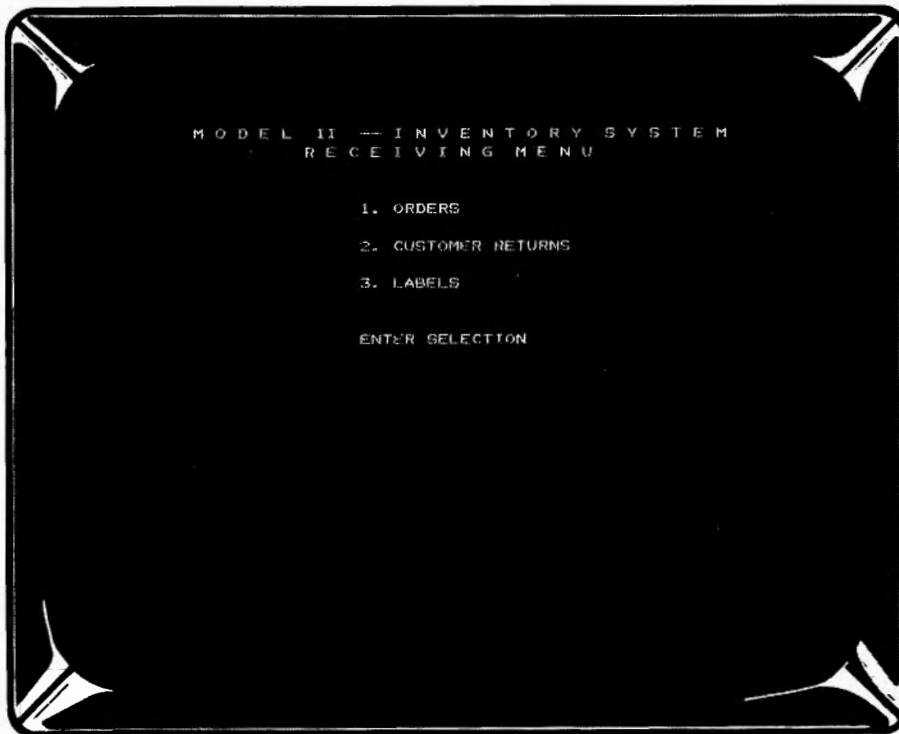 MODEL II -- INVENTORY SYSTEM
RECEIVING MENU
1. ORDERS
2. CUSTOMER RETURNS
3. LABELS
ENTER SELECTION